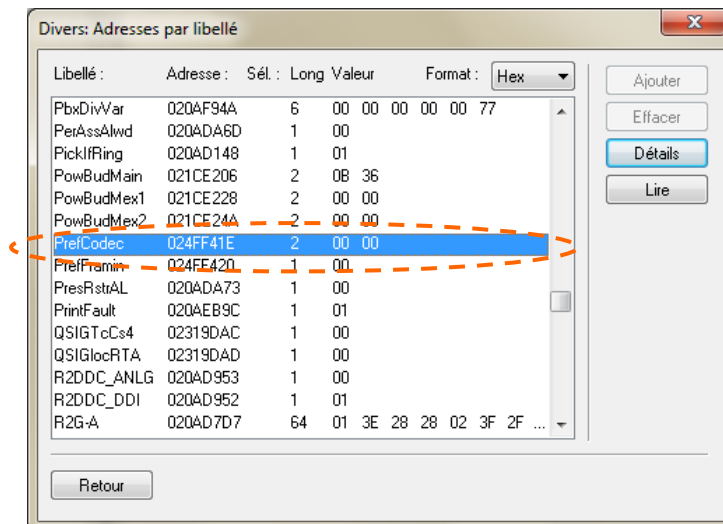 Divers: Adresses par libellé
Libellé : Adresse : Sél. : Long Valeur Format : Hex
Ajouter
PbxDivVar 020AF94A 6 00 00 00 00 00 77
Effacer
PerAssAlwd 020ADA6D 1 00
PickIfRing 020AD148 1 01
Détails
PowBudMain 021CE206 2 0B 36
Lire
PowBudMex1 021CE228 2 00 00
PowBudMex2 021CE24A 2 00 00
PrefCodec 024FF41E 2 00 00
PrefFramin 024FF420 1 00
PresRstrAL 020ADA73 1 00
PrintFault 020AEB9C 1 01
QSIGTcCs4 02319DAC 1 00
QSIGlocRTA 02319DAD 1 00
R2DDC_ANLG 020AD953 1 00
R2DDC_DDI 020AD952 1 01
R2G-A 020AD7D7 64 01 3E 28 28 02 3F 2F ...
Retour